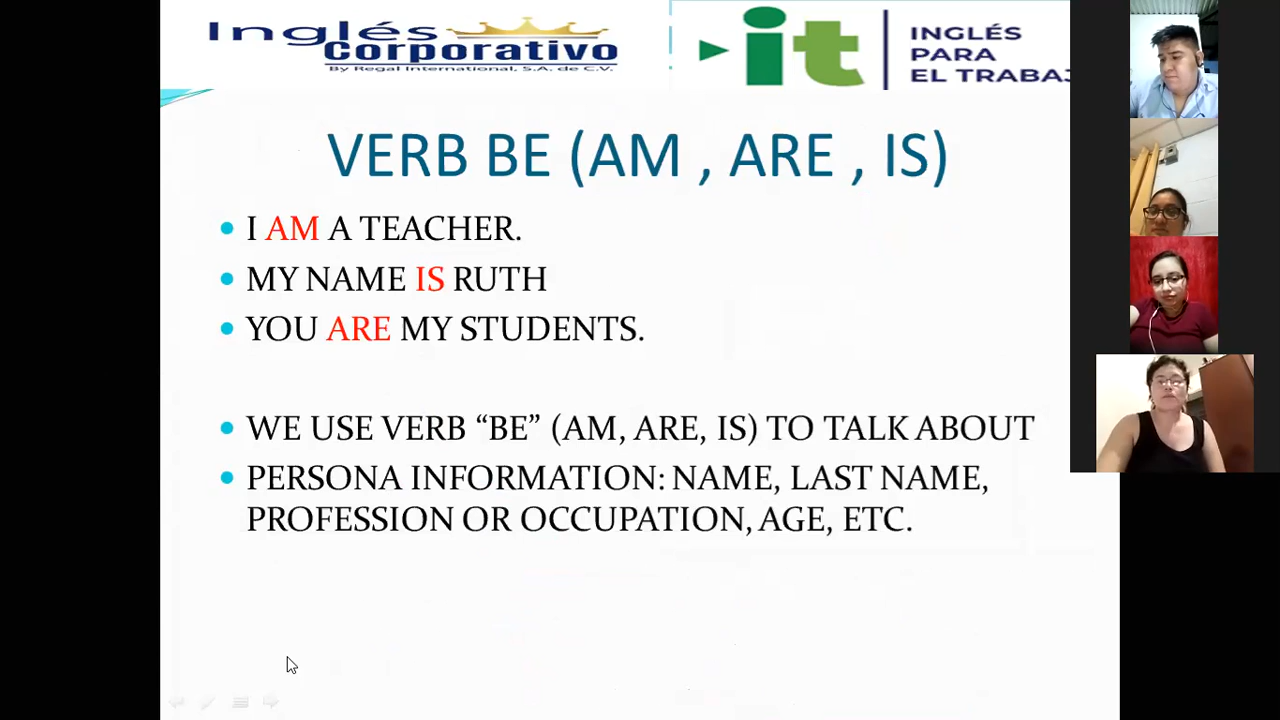 Inglés
Corporativo
By Regal International, S.A. de C.V.
it
INGLÉS
PARA
EL TRABAJ
VERB BE (AM , ARE , IS)
• I AM A TEACHER.
• MY NAME IS RUTH
• YOU ARE MY STUDENTS.
• WE USE VERB “BE” (AM, ARE, IS) TO TALK ABOUT
• PERSONA INFORMATION: NAME, LAST NAME,
PROFESSION OR OCCUPATION, AGE, ETC.